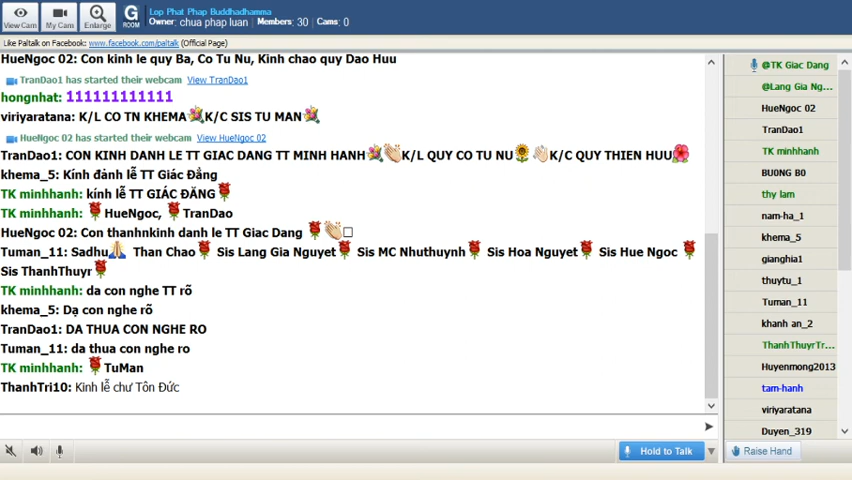 View Cam
My Cams
Enlarge
G
ROOM
Lop Phat Phap Buddhadhamma
Owner: chua phap luan Members: 30 Cams: 0
Like Paltalk on Facebook: www.facebook.com/paltalk (Official Page)
HueNgoc 02: Con kinh le quy Ba, Co Tu Nu, Kinh chao quy Dao Huu
TranDao1 has started their webcam View TranDao1
hongnhat: 111111111111
viriyaratana: K/L CO TN KHEMA K/C SIS TU MAN
HueNgoc 02 has started their webcam View HueNgoc 02
TranDao1: CON KINH DANH LE TT GIAC DANG TT MINH HANH K/L QUY CO TU NU K/C QUY THIEN HUU
khema_5: Kính đảnh lễ TT Giác Đẳng
TK minhhanh: kính lễ TT GIÁC ĐĂNG
TK minhhanh: HueNgoc, TranDao
HueNgoc 02: Con thanhnkinh danh le TT Giac Dang
Tuman_11: Sadhu Than Chao Sis Lang Gia Nguyet Sis MC Nhuthuynh Sis Hoa Nguyet Sis Hue Ngoc
Sis ThanhThuyr
TK minhhanh: da con nghe TT rõ
khema_5: Dạ con nghe rõ
TranDao1: DA THUA CON NGHE RO
Tuman_11: da thua con nghe ro
TK minhhanh: TuMan
ThanhTri10: Kinh lễ chư Tôn Đức
Hold to Talk
@TK Giac Dang
@Lang Gia Ng...
HueNgoc 02
TranDao1
TK minhhanh
BU0NG B0
thy lam
nam-ha_1
khema_5
gianghia1
thuytu_1
Tuman_11
khanh an_2
ThanhThuyrTr...
Huyenmong2013
tam-hanh
viriyaratana
Duyen_319
Raise Hand